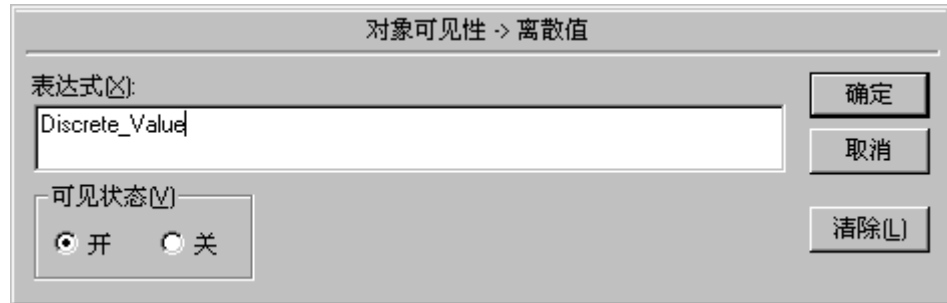 对象可见性 -> 离散值
表达式(X):
Discrete_Value
确定
取消
可见状态(V)
开 关
清除(L)